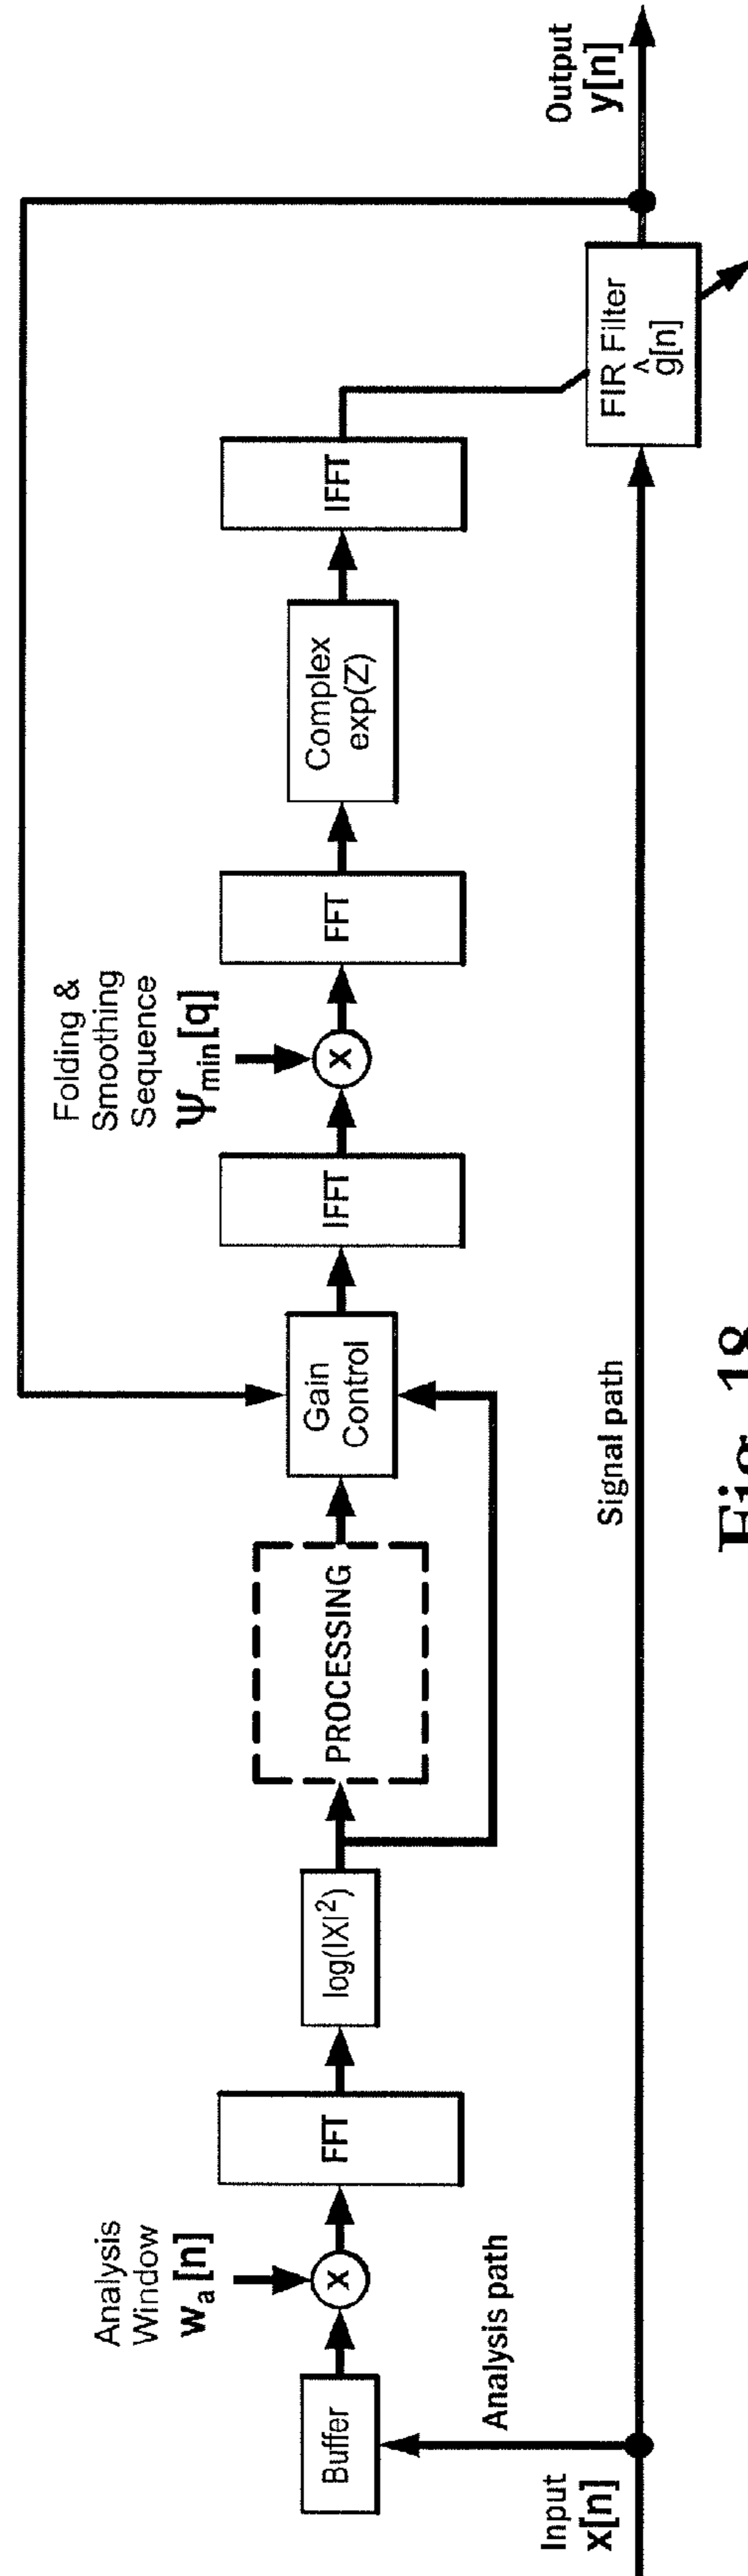 Input
x[n]
Analysis path
Buffer
Analysis
Window
wₐ [n]
x
FFT
log(|X|²)
PROCESSING
Gain
Control
IFFT
Folding &
Smoothing
Sequence
Ψmin[q]
x
FFT
Complex
exp(Z)
IFFT
Signal path
FIR Filter
ĝ[n]
Output
y[n]
Fig. 18